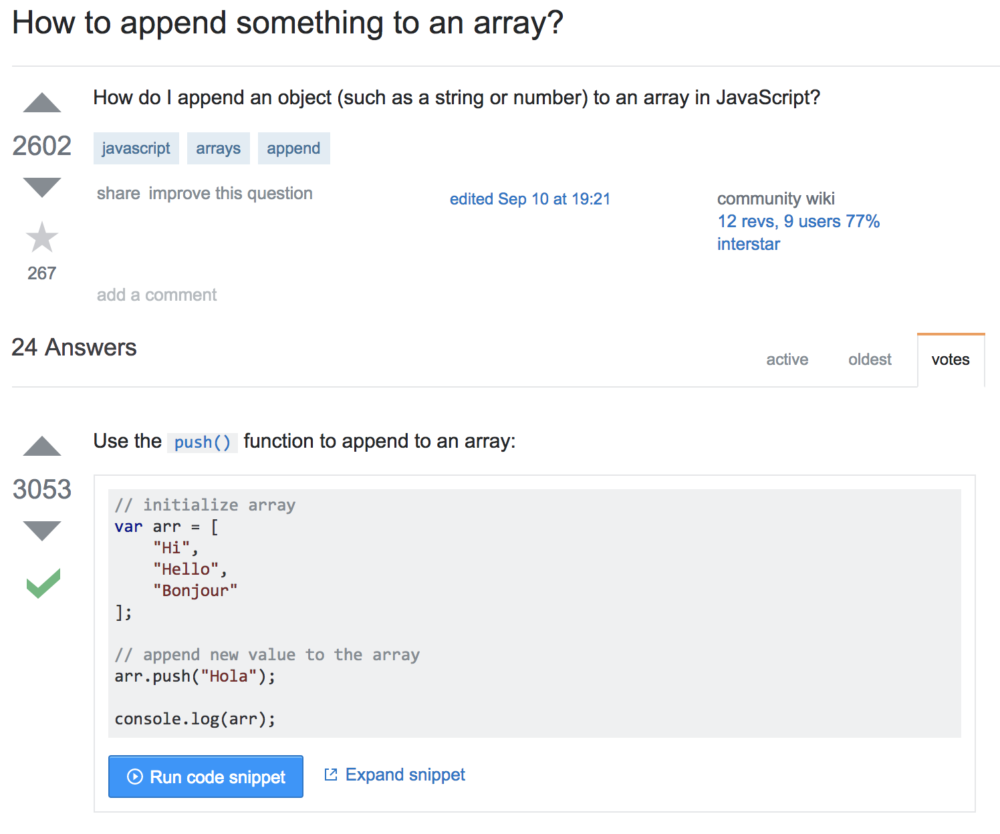 How to append something to an array?
How do I append an object (such as a string or number) to an array in JavaScript?
2602
javascript arrays append
share improve this question
edited Sep 10 at 19:21
community wiki
12 revs, 9 users 77%
interstar
267
add a comment
24 Answers
active oldest votes
Use the push() function to append to an array:
3053
// initialize array
var arr = [
    "Hi",
    "Hello",
    "Bonjour"
];
// append new value to the array
arr.push("Hola");
console.log(arr);
Run code snippet
Expand snippet